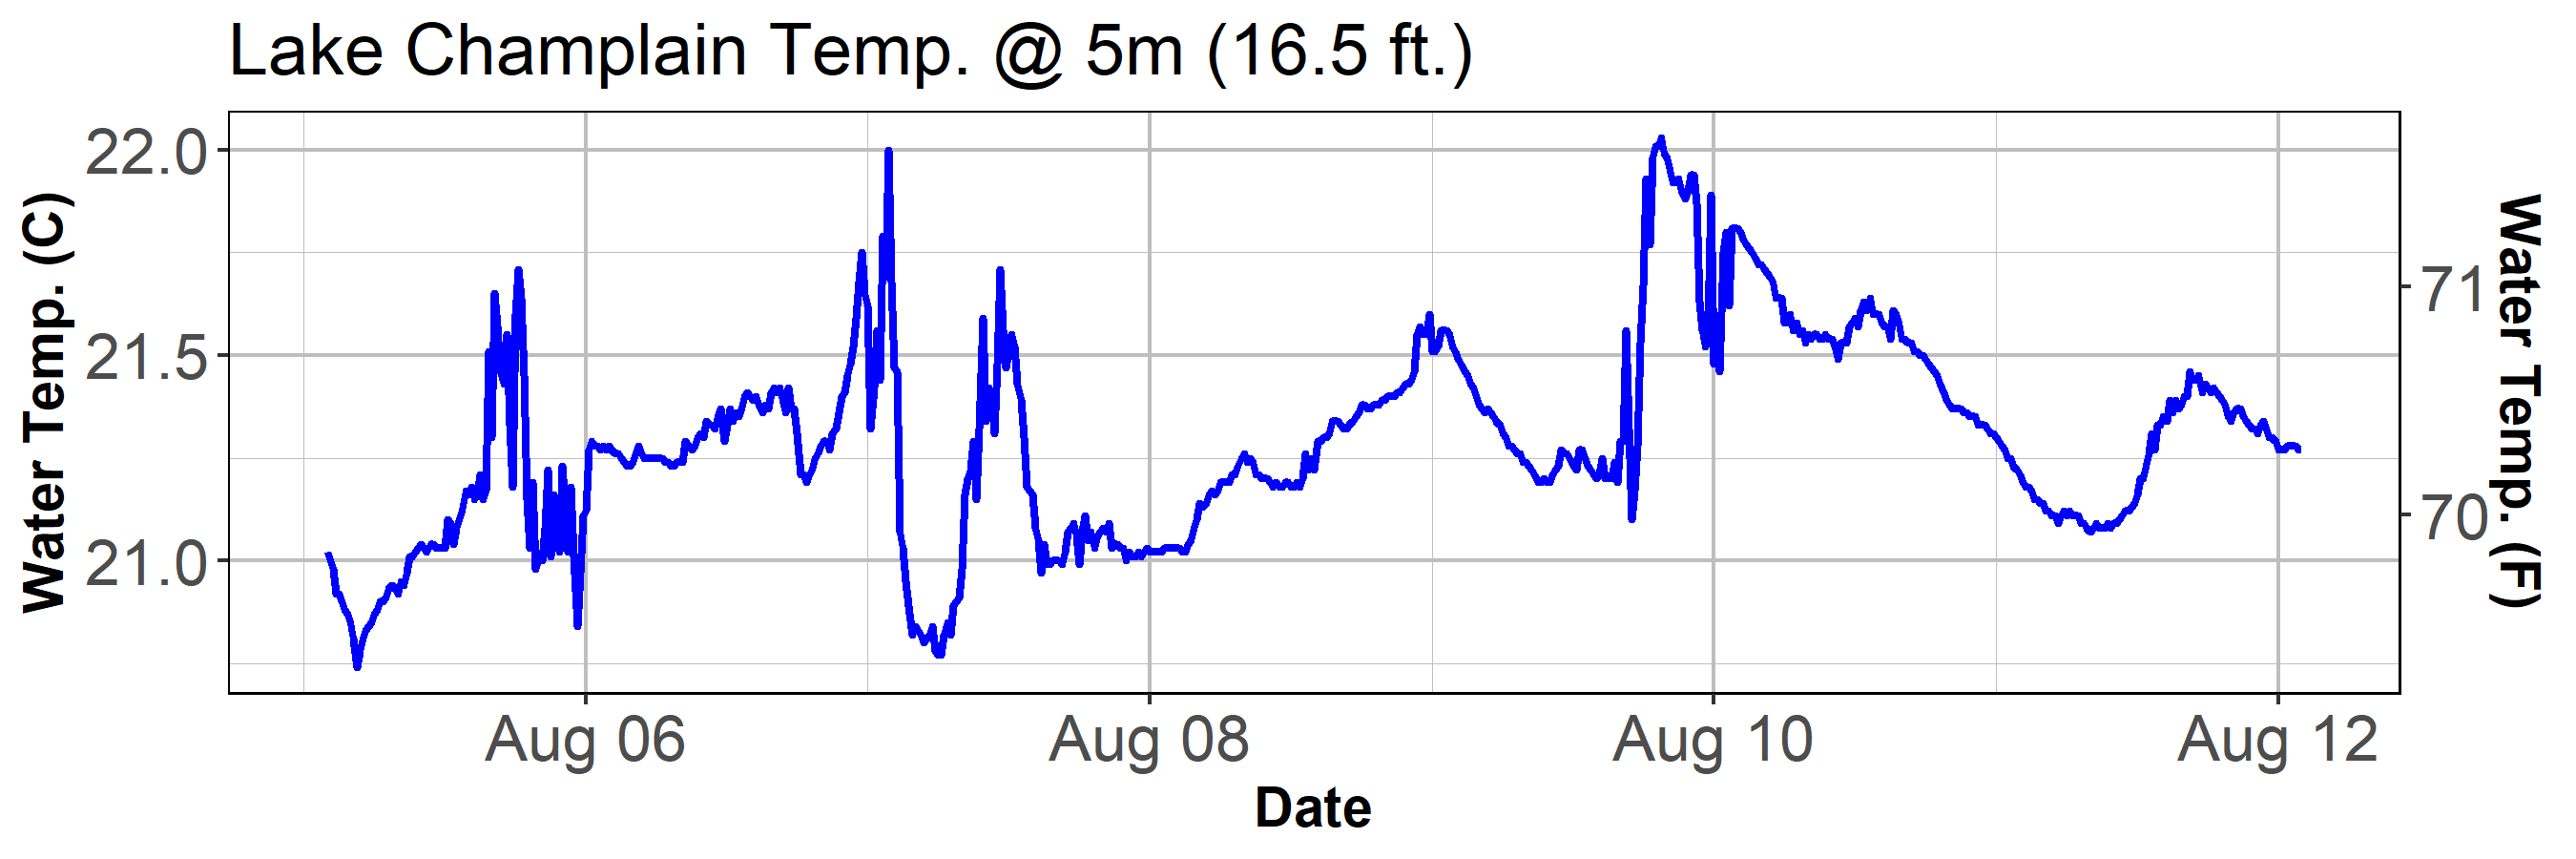 Lake Champlain Temp. @ 5m (16.5 ft.)
Water Temp. (C)
22.0
21.5
21.0
71
70
Water Temp. (F)
Aug 06
Aug 08
Aug 10
Aug 12
Date